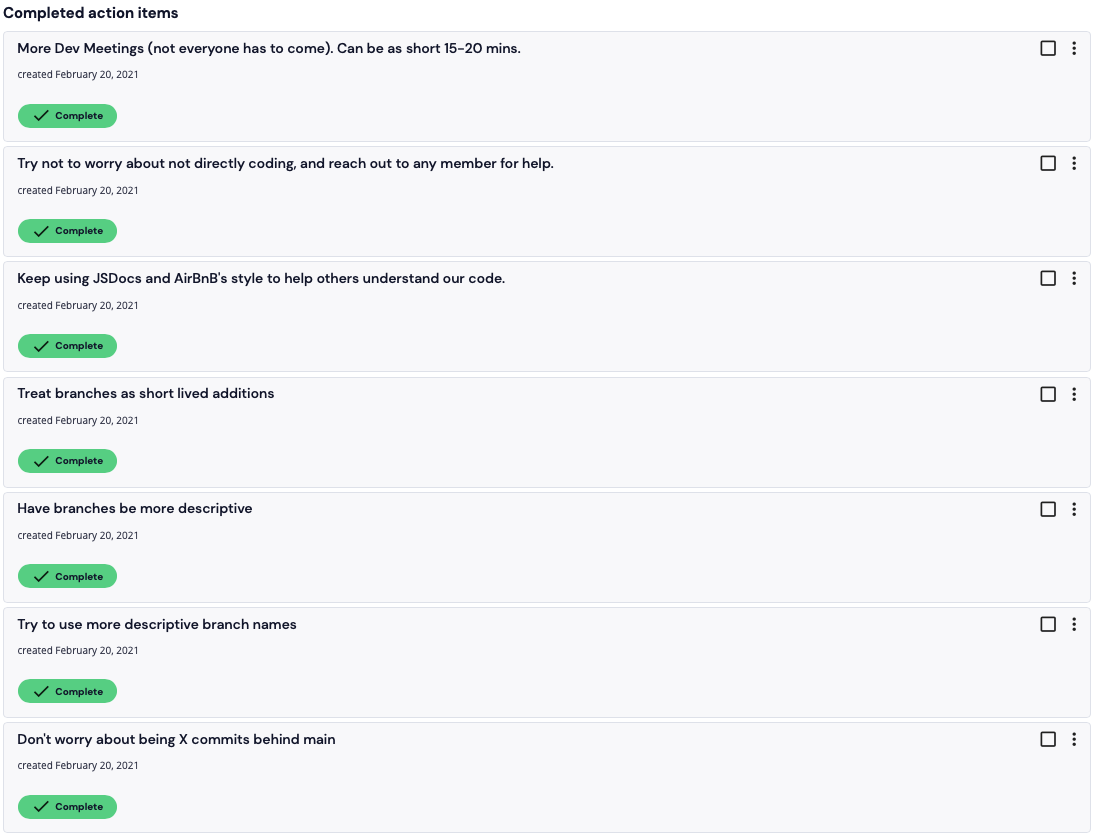 Completed action items
More Dev Meetings (not everyone has to come). Can be as short 15-20 mins.
created February 20, 2021
Complete
Try not to worry about not directly coding, and reach out to any member for help.
created February 20, 2021
Complete
Keep using JSDocs and AirBnB's style to help others understand our code.
created February 20, 2021
Complete
Treat branches as short lived additions
created February 20, 2021
Complete
Have branches be more descriptive
created February 20, 2021
Complete
Try to use more descriptive branch names
created February 20, 2021
Complete
Don't worry about being X commits behind main
created February 20, 2021
Complete